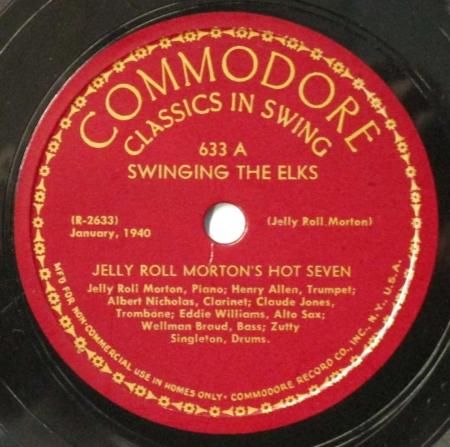 COMMODORE
CLASSICS IN SWING
633 A
SWINGING THE ELKS
(R-2633)
January, 1940
(Jelly Roll Morton)
JELLY ROLL MORTON'S HOT SEVEN
Jelly Roll Morton, Piano; Henry Allen, Trumpet;
Albert Nicholas, Clarinet; Claude Jones,
Trombone; Eddie Williams, Alto Sax;
Wellman Braud, Bass; Zutty
Singleton, Drums.
MF'D FOR NON-COMMERCIAL USE IN HOMES ONLY • COMMODORE RECORD CO., INC., N.Y., U.S.A.